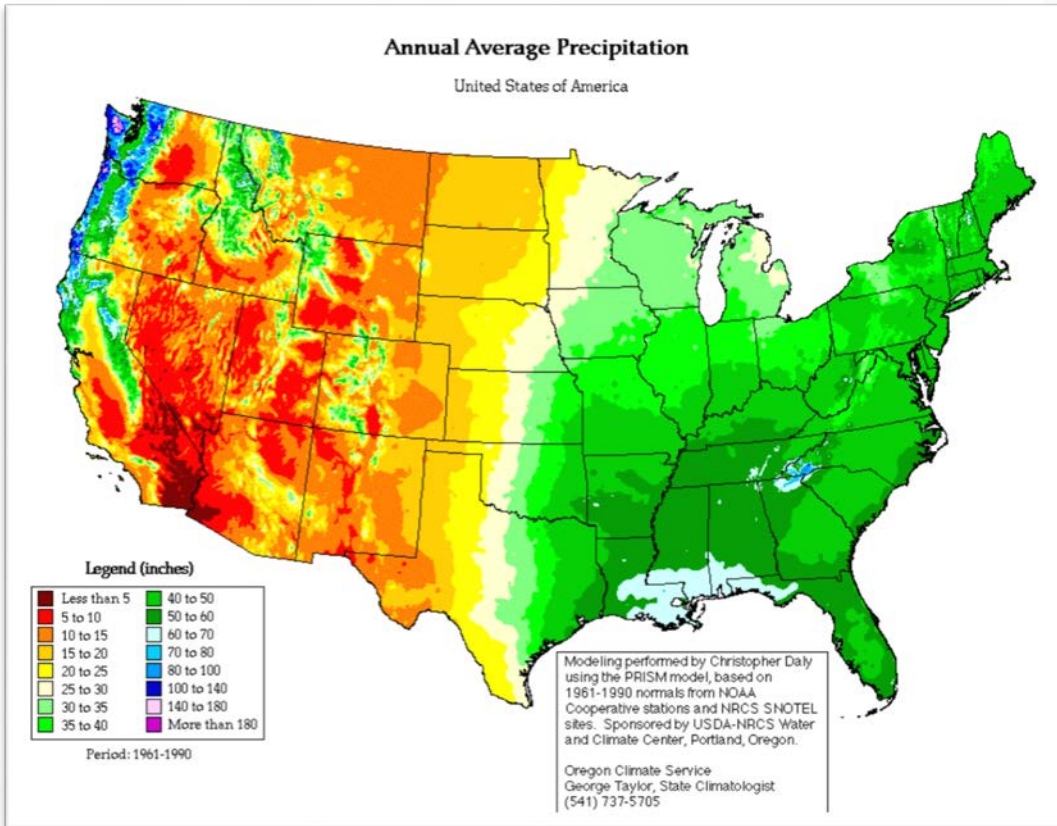 Annual Average Precipitation
United States of America
Legend (inches)
Less than 5
5 to 10
10 to 15
15 to 20
20 to 25
25 to 30
30 to 35
35 to 40
40 to 50
50 to 60
60 to 70
70 to 80
80 to 100
100 to 140
140 to 180
More than 180
Period: 1961-1990
Modeling performed by Christopher Daly
using the PRISM model, based on
1961-1990 normals from NOAA
Cooperative stations and NRCS SNOTEL
sites. Sponsored by USDA-NRCS Water
and Climate Center, Portland, Oregon.
Oregon Climate Service
George Taylor, State Climatologist
(541) 737-5705